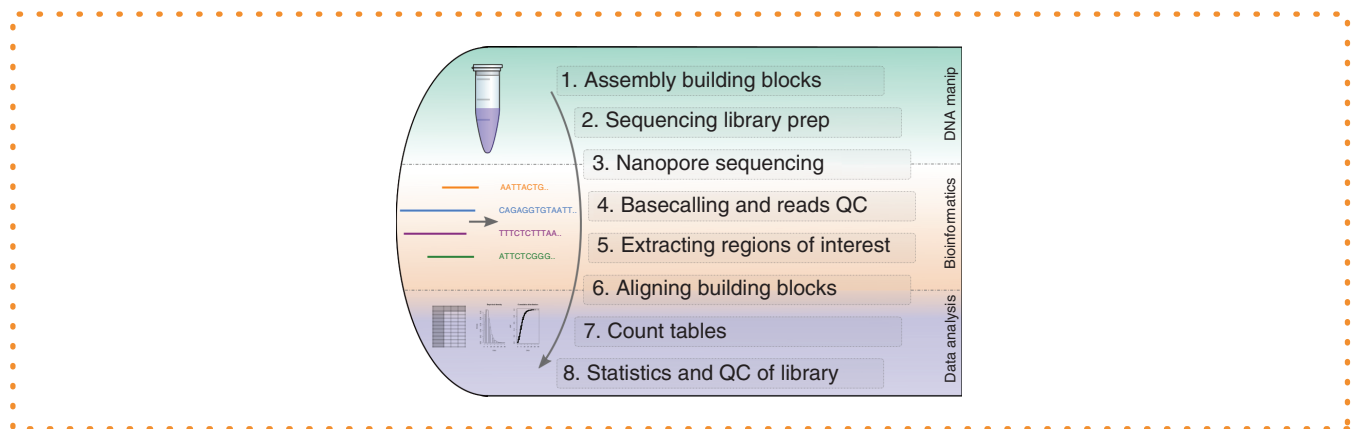 1. Assembly building blocks
2. Sequencing library prep
3. Nanopore sequencing
4. Basecalling and reads QC
5. Extracting regions of interest
6. Aligning building blocks
7. Count tables
8. Statistics and QC of library
DNA manip
Bioinformatics
Data analysis
AATTACTG..
CAGAGGTGTAATT..
TTTCTCTTTAA..
ATTCTCGGG..